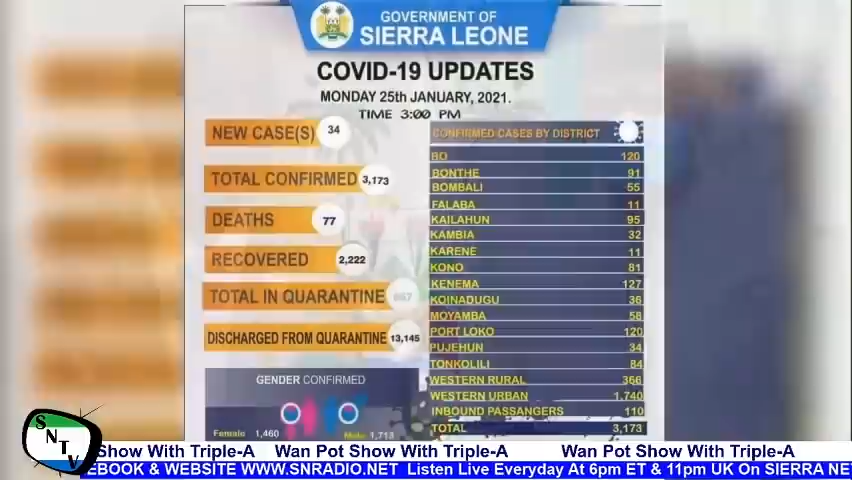 GOVERNMENT OF
SIERRA LEONE
COVID-19 UPDATES
MONDAY 25th JANUARY, 2021.
TIME 3:00 PM
NEW CASE(S) 34
TOTAL CONFIRMED 3,173
DEATHS 77
RECOVERED 2,222
TOTAL IN QUARANTINE
DISCHARGED FROM QUARANTINE 13,145
GENDER CONFIRMED
Female 1,460 Male 1,713
CONFIRMED CASES BY DISTRICT
BO 120
BONTHE 91
BOMBALI 55
FALABA 11
KAILAHUN 95
KAMBIA 32
KARENE 11
KONO 81
KENEMA 127
KOINADUGU 36
MOYAMBA 58
PORT LOKO 120
PUJEHUN 34
TONKOLILI 84
WESTERN RURAL 366
WESTERN URBAN 1,740
INBOUND PASSANGERS 110
TOTAL 3,173
SNTV
Show With Triple-A Wan Pot Show With Triple-A Wan Pot Show With Triple-A
EBOOK & WEBSITE WWW.SNRADIO.NET Listen Live Everyday At 6pm ET & 11pm UK On SIERRA NE